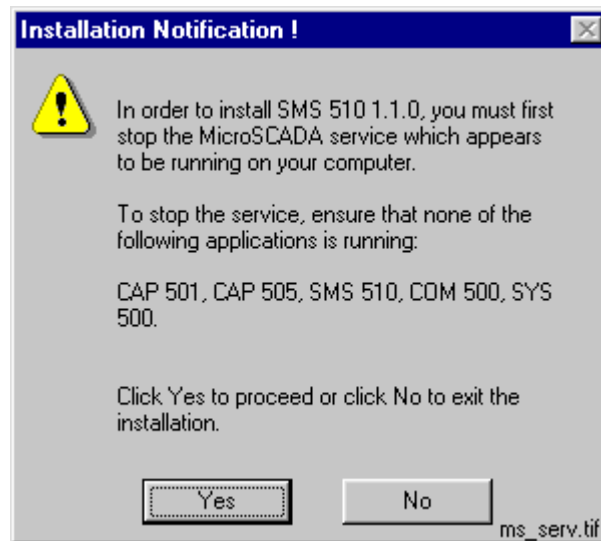 Installation Notification !
In order to install SMS 510 1.1.0, you must first
stop the MicroSCADA service which appears
to be running on your computer.
To stop the service, ensure that none of the
following applications is running:
CAP 501, CAP 505, SMS 510, COM 500, SYS
500.
Click Yes to proceed or click No to exit the
installation.
Yes
No
ms_serv.tif